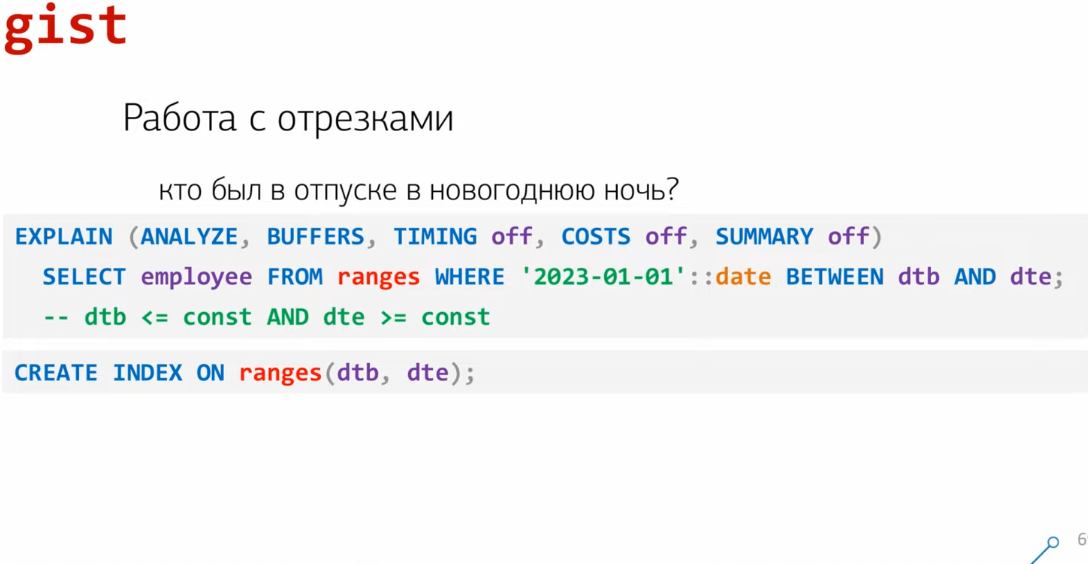 gist
Работа с отрезками
кто был в отпуске в новогоднюю ночь?
EXPLAIN (ANALYZE, BUFFERS, TIMING off, COSTS off, SUMMARY off)
SELECT employee FROM ranges WHERE '2023-01-01'::date BETWEEN dtb AND dte;
-- dtb <= const AND dte >= const
CREATE INDEX ON ranges(dtb, dte);